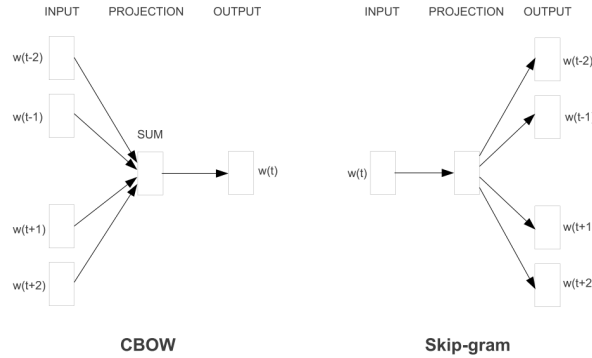 INPUT PROJECTION OUTPUT
w(t-2)
w(t-1)
SUM
w(t)
w(t+1)
w(t+2)
CBOW
INPUT PROJECTION OUTPUT
w(t-2)
w(t-1)
w(t)
w(t+1
w(t+2
Skip-gram